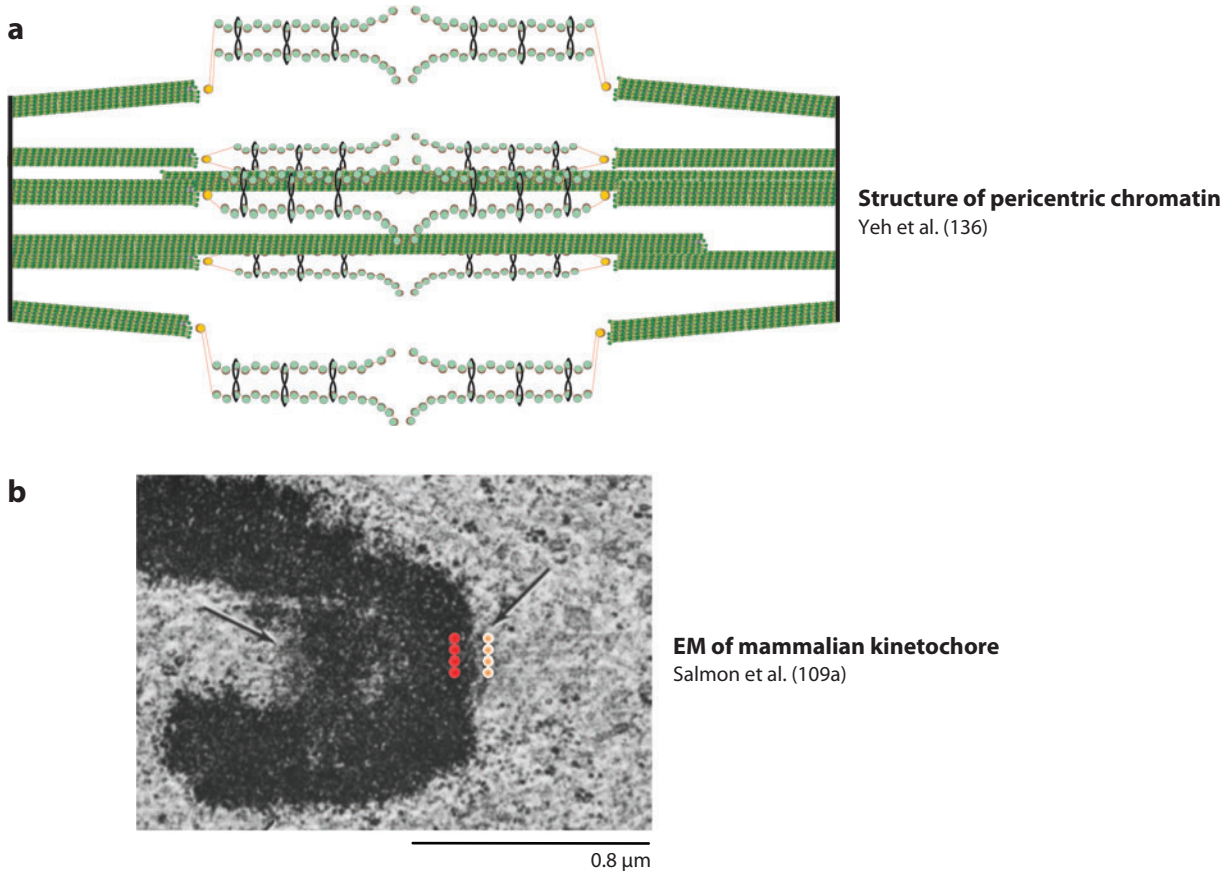 a
Structure of pericentric chromatin
Yeh et al. (136)
b
EM of mammalian kinetochore
Salmon et al. (109a)
0.8 μm